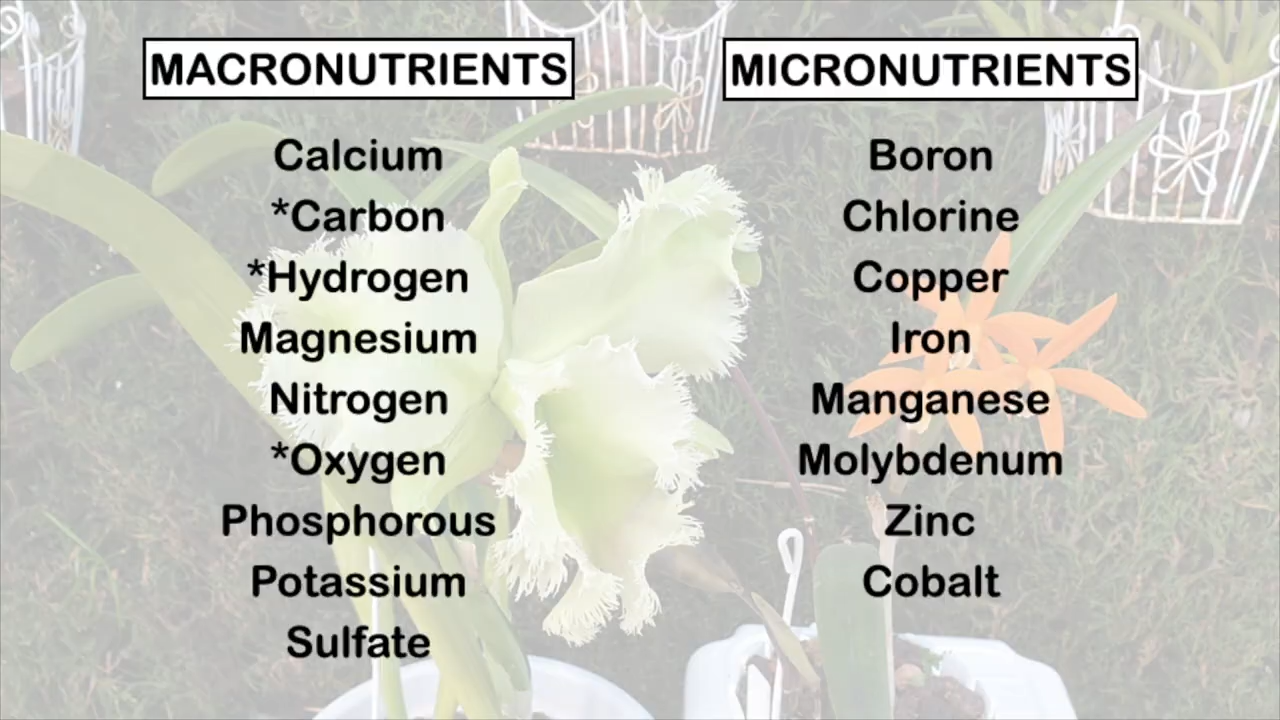 MACRONUTRIENTS
Calcium
*Carbon
*Hydrogen
Magnesium
Nitrogen
*Oxygen
Phosphorous
Potassium
Sulfate
MICRONUTRIENTS
Boron
Chlorine
Copper
Iron
Manganese
Molybdenum
Zinc
Cobalt